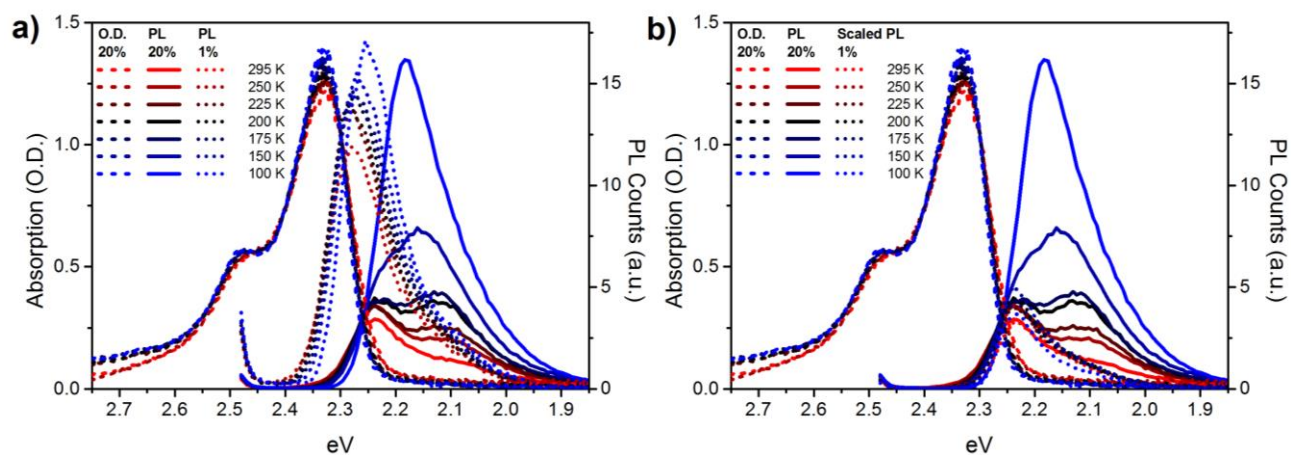 a)
1.5
1.0
0.5
0.0
Absorption (O.D.)
O.D. PL PL
20% 20% 1%
295 K
250 K
225 K
200 K
175 K
150 K
100 K
15
10
5
0
PL Counts (a.u.)
2.7 2.6 2.5 2.4 2.3 2.2 2.1 2.0 1.9
eV
b)
1.5
1.0
0.5
0.0
Absorption (O.D.)
O.D. PL Scaled PL
20% 20% 1%
295 K
250 K
225 K
200 K
175 K
150 K
100 K
15
10
5
0
PL Counts (a.u.)
2.7 2.6 2.5 2.4 2.3 2.2 2.1 2.0 1.9
eV